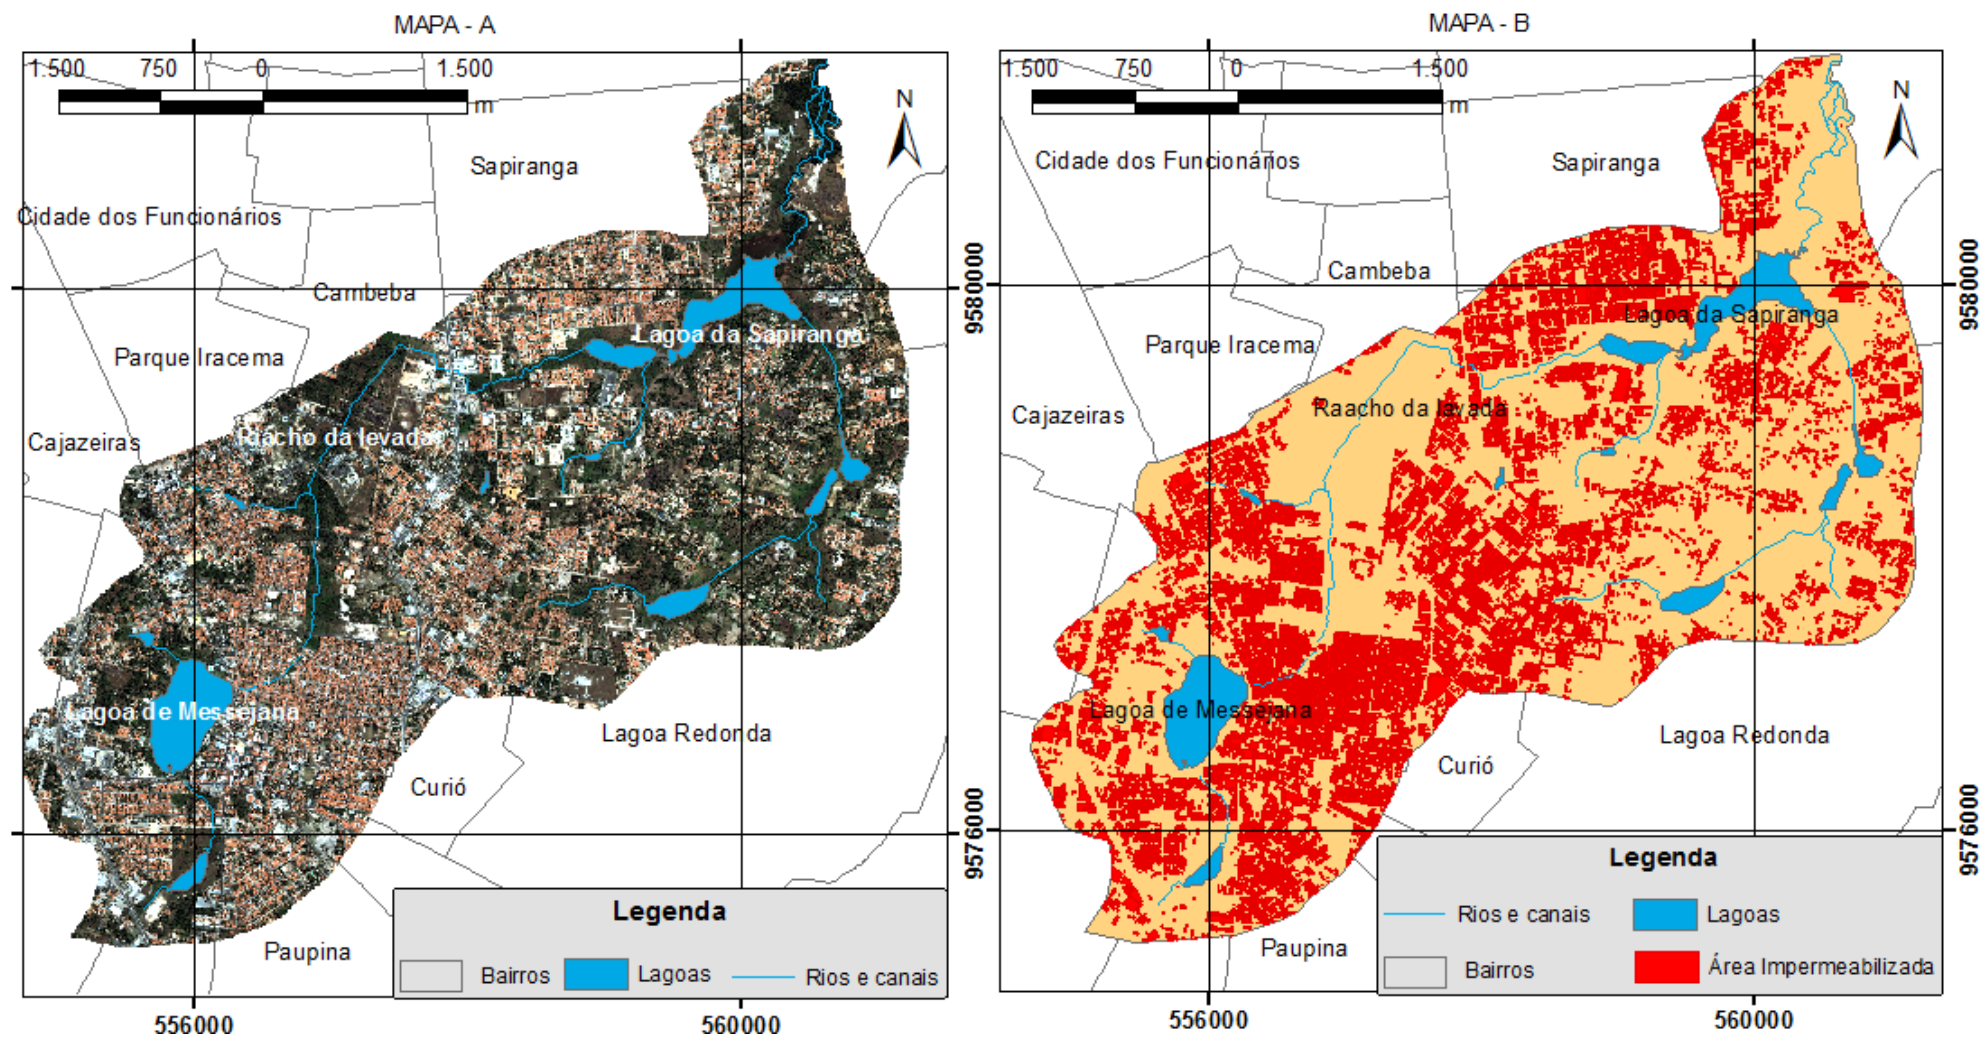 MAPA - A
1.500 750 0 1.500
m
N
Sapiranga
Cidade dos Funcionários
Cambeba
Lagoa da Sapiranga
Parque Iracema
Riacho da levada
Cajazeiras
Lagoa de Messejana
Lagoa Redonda
Curió
Paupina
Legenda
Bairros Lagoas Rios e canais
9580000
9576000
556000 560000
MAPA - B
1.500 750 0 1.500
m
N
Cidade dos Funcionários
Sapiranga
Cambeba
Lagoa da Sapiranga
Parque Iracema
Raacho da levada
Cajazeiras
Lagoa de Messejana
Lagoa Redonda
Curió
Paupina
Legenda
Rios e canais Lagoas
Bairros Área Impermeabilizada
9580000
9576000
556000 560000